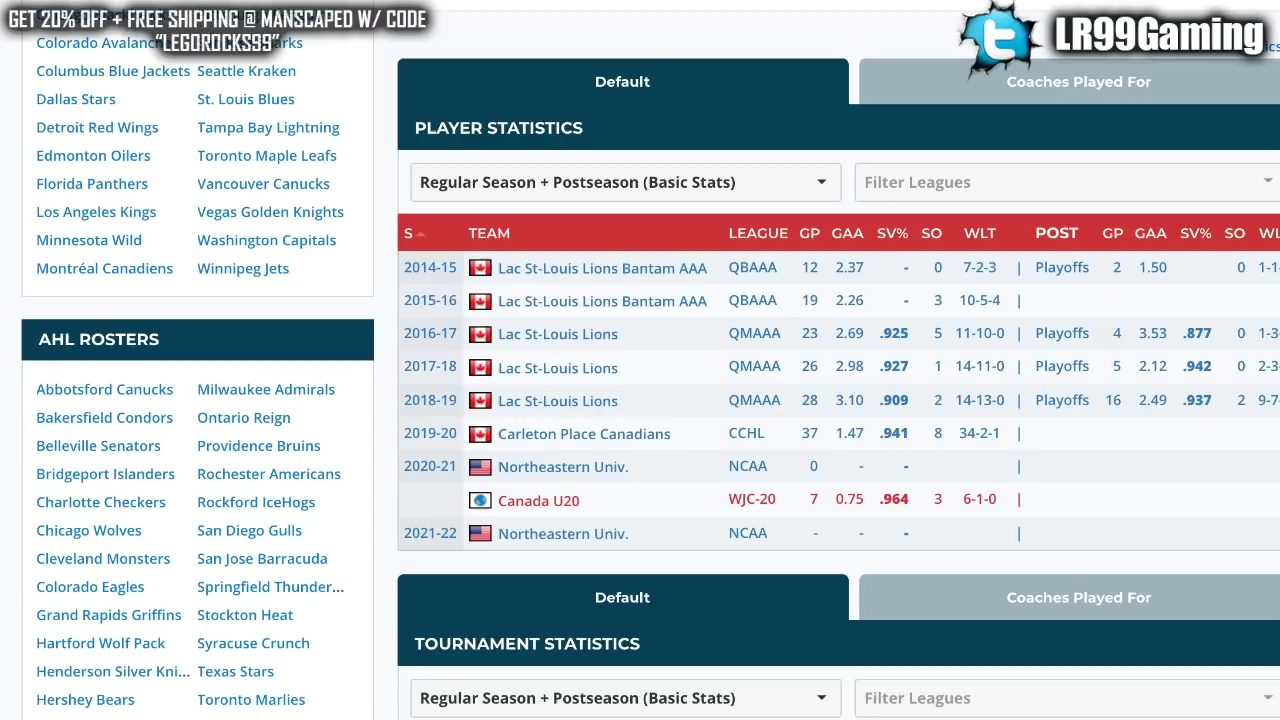 GET 20% OFF + FREE SHIPPING @ MANSCAPED W/ CODE
"LEGOROCKS99"
LR99Gaming
Colorado Avalanch
Columbus Blue Jackets Seattle Kraken
Dallas Stars St. Louis Blues
Detroit Red Wings Tampa Bay Lightning
Edmonton Oilers Toronto Maple Leafs
Florida Panthers Vancouver Canucks
Los Angeles Kings Vegas Golden Knights
Minnesota Wild Washington Capitals
Montréal Canadiens Winnipeg Jets
AHL ROSTERS
Abbotsford Canucks Milwaukee Admirals
Bakersfield Condors Ontario Reign
Belleville Senators Providence Bruins
Bridgeport Islanders Rochester Americans
Charlotte Checkers Rockford IceHogs
Chicago Wolves San Diego Gulls
Cleveland Monsters San Jose Barracuda
Colorado Eagles Springfield Thunder...
Grand Rapids Griffins Stockton Heat
Hartford Wolf Pack Syracuse Crunch
Henderson Silver Kni... Texas Stars
Hershey Bears Toronto Marlies
Default Coaches Played For
PLAYER STATISTICS
Regular Season + Postseason (Basic Stats) Filter Leagues
S TEAM LEAGUE GP GAA SV% SO WLT POST GP GAA SV% SO WL
2014-15 Lac St-Louis Lions Bantam AAA QBAAA 12 2.37 - 0 7-2-3 | Playoffs 2 1.50 0 1-1-
2015-16 Lac St-Louis Lions Bantam AAA QBAAA 19 2.26 - 3 10-5-4 |
2016-17 Lac St-Louis Lions QMAAA 23 2.69 .925 5 11-10-0 | Playoffs 4 3.53 .877 0 1-3-
2017-18 Lac St-Louis Lions QMAAA 26 2.98 .927 1 14-11-0 | Playoffs 5 2.12 .942 0 2-3-
2018-19 Lac St-Louis Lions QMAAA 28 3.10 .909 2 14-13-0 | Playoffs 16 2.49 .937 2 9-7-
2019-20 Carleton Place Canadians CCHL 37 1.47 .941 8 34-2-1 |
2020-21 Northeastern Univ. NCAA 0 - - |
Canada U20 WJC-20 7 0.75 .964 3 6-1-0 |
2021-22 Northeastern Univ. NCAA - - - |
Default Coaches Played For
TOURNAMENT STATISTICS
Regular Season + Postseason (Basic Stats) Filter Leagues